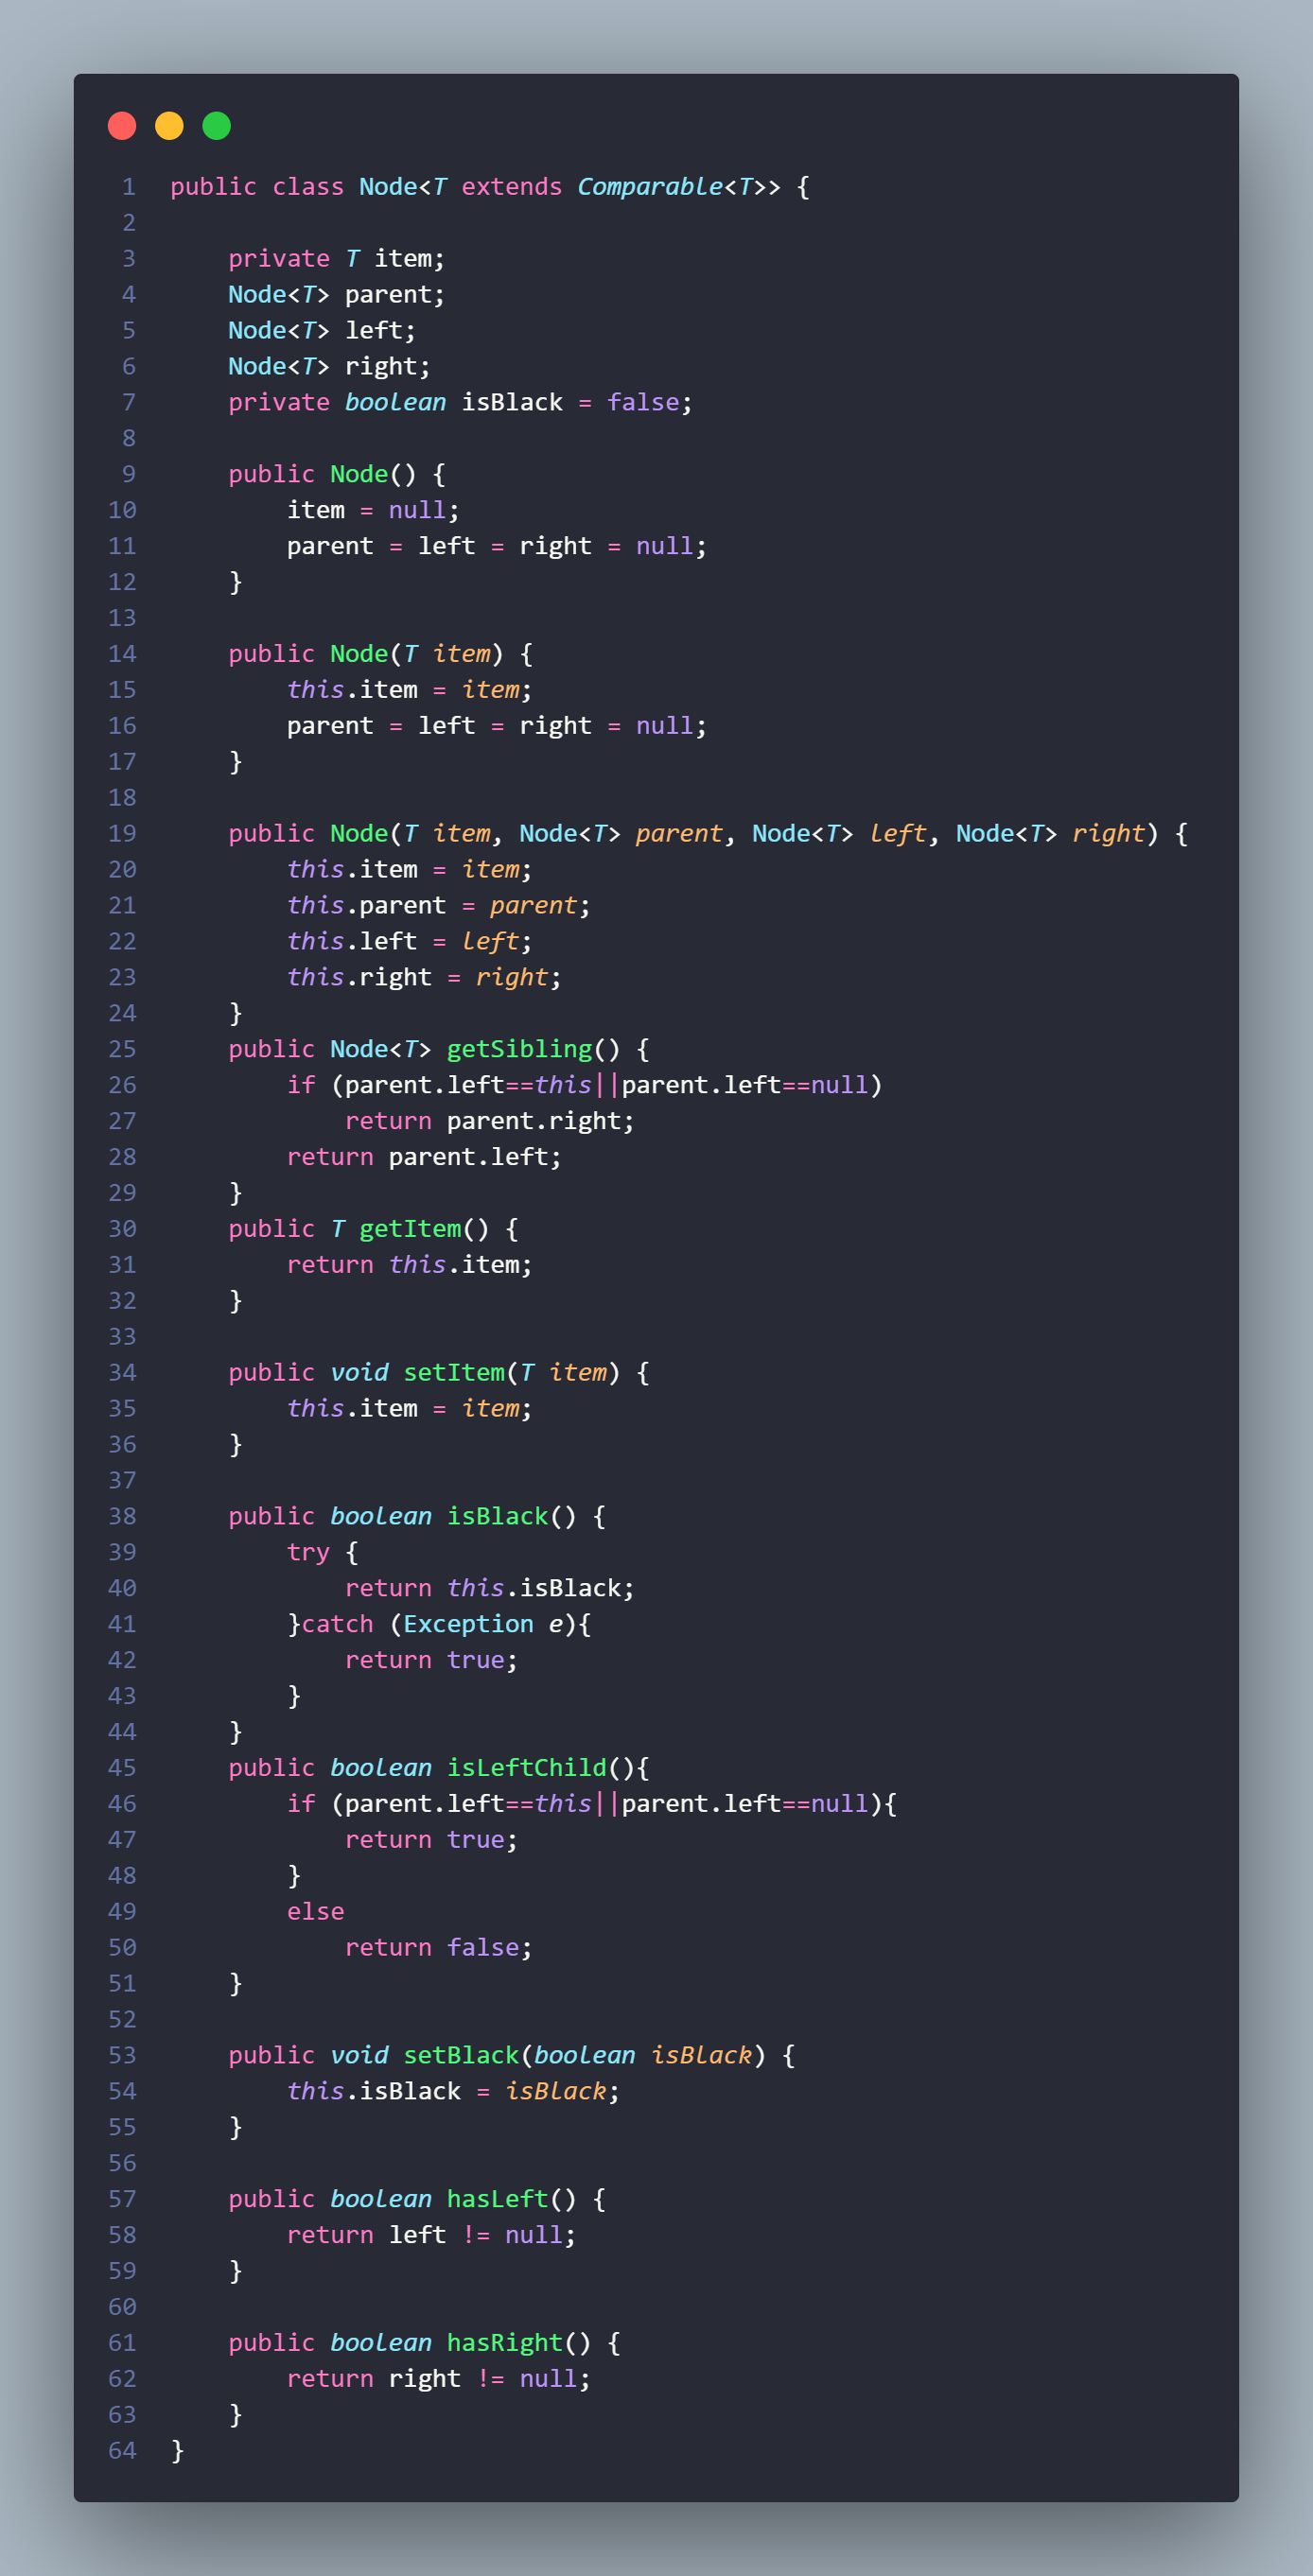 1 public class Node<T extends Comparable<T>> {
2
3     private T item;
4     Node<T> parent;
5     Node<T> left;
6     Node<T> right;
7     private boolean isBlack = false;
8
9     public Node() {
10         item = null;
11         parent = left = right = null;
12     }
13
14     public Node(T item) {
15         this.item = item;
16         parent = left = right = null;
17     }
18
19     public Node(T item, Node<T> parent, Node<T> left, Node<T> right) {
20         this.item = item;
21         this.parent = parent;
22         this.left = left;
23         this.right = right;
24     }
25     public Node<T> getSibling() {
26         if (parent.left==this||parent.left==null)
27             return parent.right;
28         return parent.left;
29     }
30     public T getItem() {
31         return this.item;
32     }
33
34     public void setItem(T item) {
35         this.item = item;
36     }
37
38     public boolean isBlack() {
39         try {
40             return this.isBlack;
41         }catch (Exception e){
42             return true;
43         }
44     }
45     public boolean isLeftChild(){
46         if (parent.left==this||parent.left==null){
47             return true;
48         }
49         else
50             return false;
51     }
52
53     public void setBlack(boolean isBlack) {
54         this.isBlack = isBlack;
55     }
56
57     public boolean hasLeft() {
58         return left != null;
59     }
60
61     public boolean hasRight() {
62         return right != null;
63     }
64 }